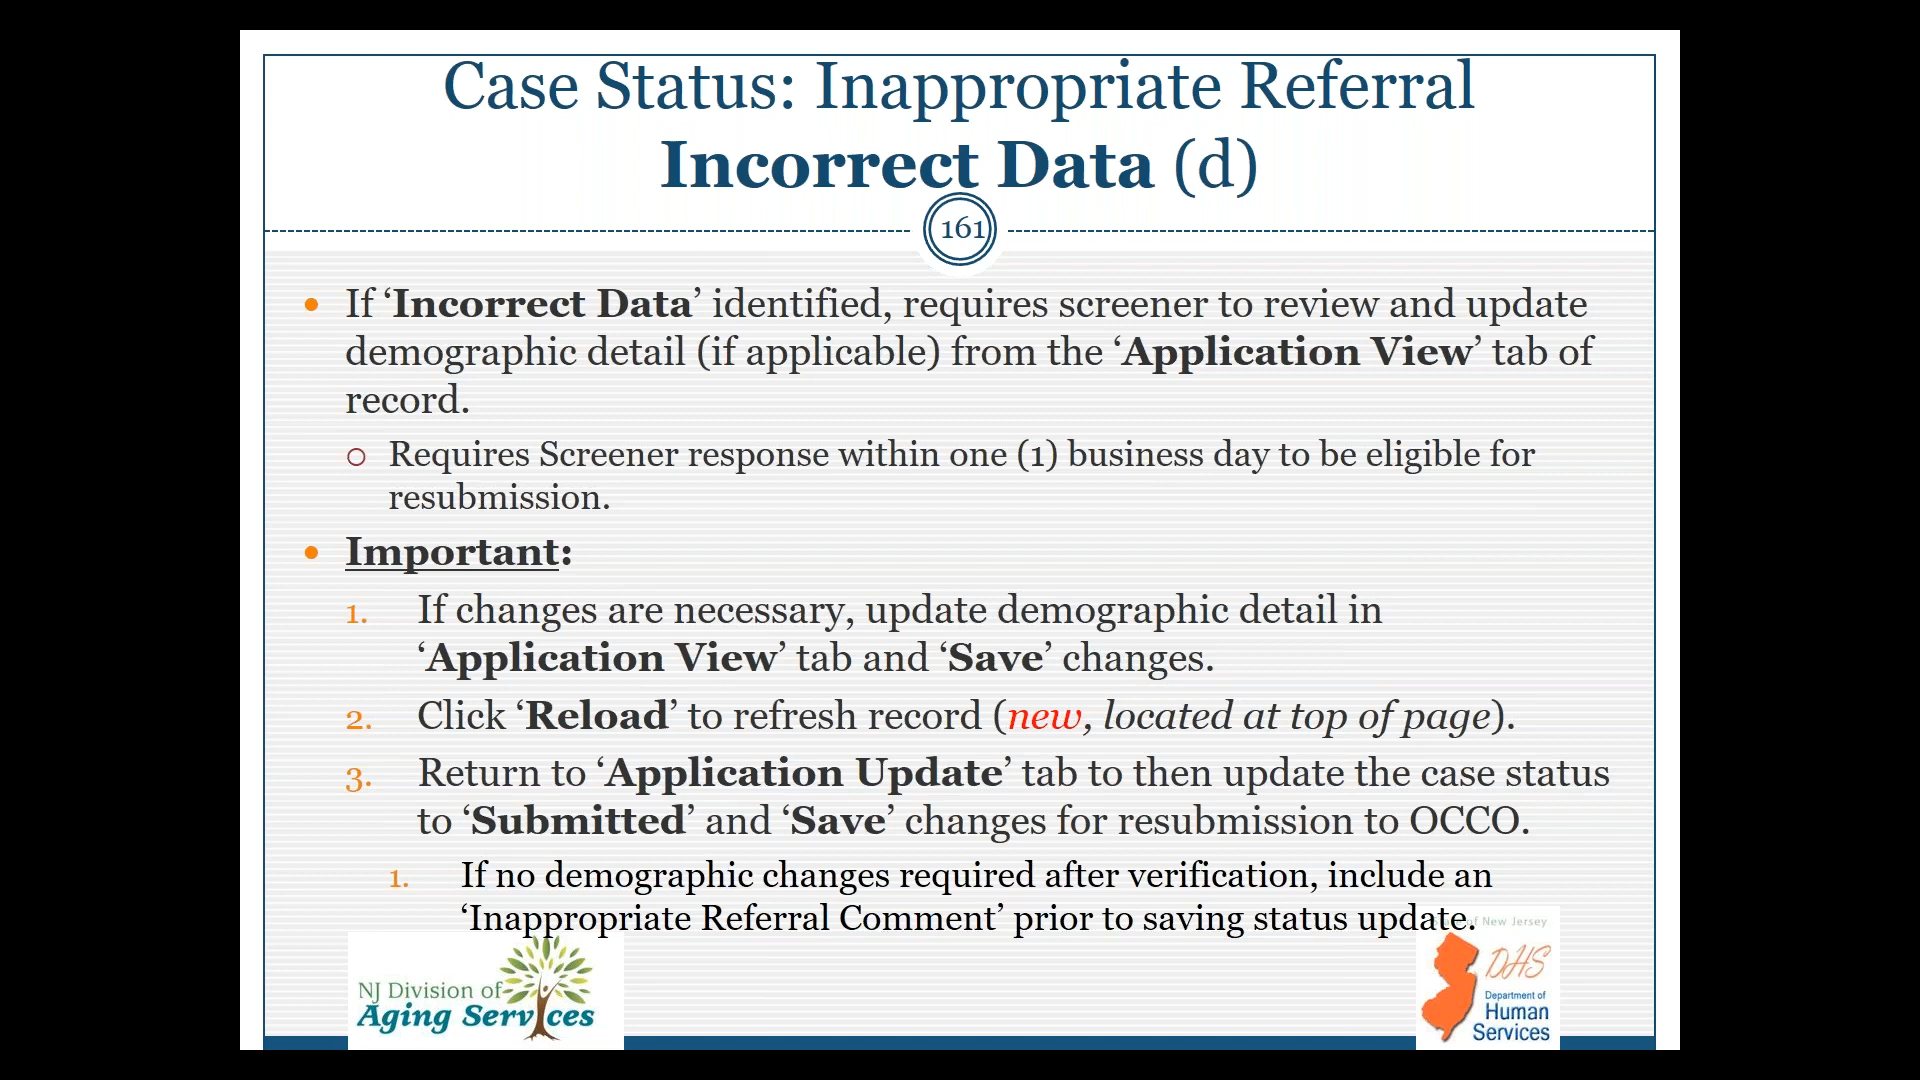 Case Status: Inappropriate Referral
Incorrect Data (d)
161
• If ‘Incorrect Data’ identified, requires screener to review and update
demographic detail (if applicable) from the ‘Application View’ tab of
record.
○ Requires Screener response within one (1) business day to be eligible for
resubmission.
• Important:
1. If changes are necessary, update demographic detail in
‘Application View’ tab and ‘Save’ changes.
2. Click ‘Reload’ to refresh record (new, located at top of page).
3. Return to ‘Application Update’ tab to then update the case status
to ‘Submitted’ and ‘Save’ changes for resubmission to OCCO.
1. If no demographic changes required after verification, include an
‘Inappropriate Referral Comment’ prior to saving status update.
NJ Division of
Aging Services
of New Jersey
DHS
Department of
Human
Services